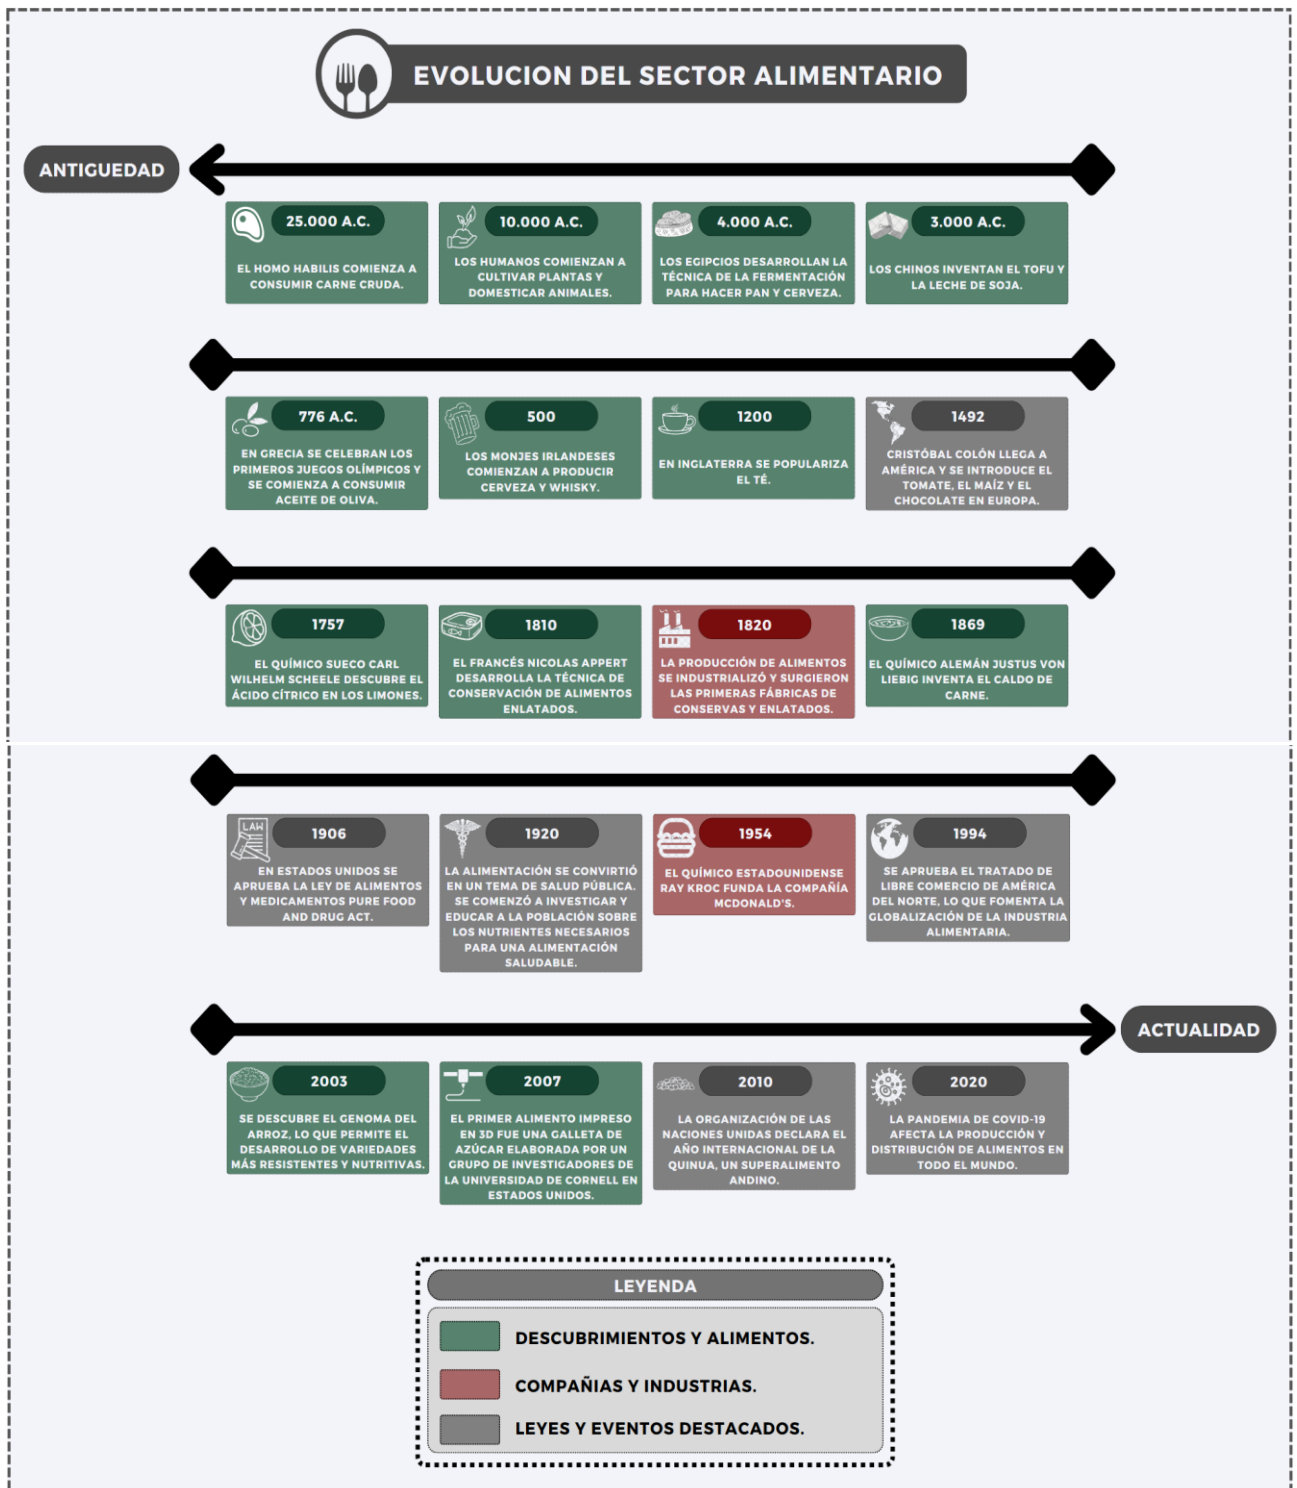 EVOLUCION DEL SECTOR ALIMENTARIO
ANTIGUEDAD
25.000 A.C.
EL HOMO HABILIS COMIENZA A
CONSUMIR CARNE CRUDA.
10.000 A.C.
LOS HUMANOS COMIENZAN A
CULTIVAR PLANTAS Y
DOMESTICAR ANIMALES.
4.000 A.C.
LOS EGIPCIOS DESARROLLAN LA
TÉCNICA DE LA FERMENTACIÓN
PARA HACER PAN Y CERVEZA.
3.000 A.C.
LOS CHINOS INVENTAN EL TOFU Y
LA LECHE DE SOJA.
776 A.C.
EN GRECIA SE CELEBRAN LOS
PRIMEROS JUEGOS OLÍMPICOS Y
SE COMIENZA A CONSUMIR
ACEITE DE OLIVA.
500
LOS MONJES IRLANDESES
COMIENZAN A PRODUCIR
CERVEZA Y WHISKY.
1200
EN INGLATERRA SE POPULARIZA
EL TÉ.
1492
CRISTÓBAL COLÓN LLEGA A
AMÉRICA Y SE INTRODUCE EL
TOMATE, EL MAÍZ Y EL
CHOCOLATE EN EUROPA.
1757
EL QUÍMICO SUECO CARL
WILHELM SCHEELE DESCUBRE EL
ÁCIDO CÍTRICO EN LOS LIMONES.
1810
EL FRANCÉS NICOLAS APPERT
DESARROLLA LA TÉCNICA DE
CONSERVACIÓN DE ALIMENTOS
ENLATADOS.
1820
LA PRODUCCIÓN DE ALIMENTOS
SE INDUSTRIALIZÓ Y SURGIERON
LAS PRIMERAS FÁBRICAS DE
CONSERVAS Y ENLATADOS.
1869
EL QUÍMICO ALEMÁN JUSTUS VON
LIEBIG INVENTA EL CALDO DE
CARNE.
LAW
1906
EN ESTADOS UNIDOS SE
APRUEBA LA LEY DE ALIMENTOS
Y MEDICAMENTOS PURE FOOD
AND DRUG ACT.
1920
LA ALIMENTACIÓN SE CONVIRTIÓ
EN UN TEMA DE SALUD PÚBLICA.
SE COMENZÓ A INVESTIGAR Y
EDUCAR A LA POBLACIÓN SOBRE
LOS NUTRIENTES NECESARIOS
PARA UNA ALIMENTACIÓN
SALUDABLE.
1954
EL QUÍMICO ESTADOUNIDENSE
RAY KROC FUNDA LA COMPAÑÍA
MCDONALD'S.
1994
SE APRUEBA EL TRATADO DE
LIBRE COMERCIO DE AMÉRICA
DEL NORTE, LO QUE FOMENTA LA
GLOBALIZACIÓN DE LA INDUSTRIA
ALIMENTARIA.
ACTUALIDAD
2003
SE DESCUBRE EL GENOMA DEL
ARROZ, LO QUE PERMITE EL
DESARROLLO DE VARIEDADES
MÁS RESISTENTES Y NUTRITIVAS.
2007
EL PRIMER ALIMENTO IMPRESO
EN 3D FUE UNA GALLETA DE
AZÚCAR ELABORADA POR UN
GRUPO DE INVESTIGADORES DE
LA UNIVERSIDAD DE CORNELL EN
ESTADOS UNIDOS.
2010
LA ORGANIZACIÓN DE LAS
NACIONES UNIDAS DECLARA EL
AÑO INTERNACIONAL DE LA
QUINUA, UN SUPERALIMENTO
ANDINO.
2020
LA PANDEMIA DE COVID-19
AFECTA LA PRODUCCIÓN Y
DISTRIBUCIÓN DE ALIMENTOS EN
TODO EL MUNDO.
LEYENDA
DESCUBRIMIENTOS Y ALIMENTOS.
COMPAÑIAS Y INDUSTRIAS.
LEYES Y EVENTOS DESTACADOS.